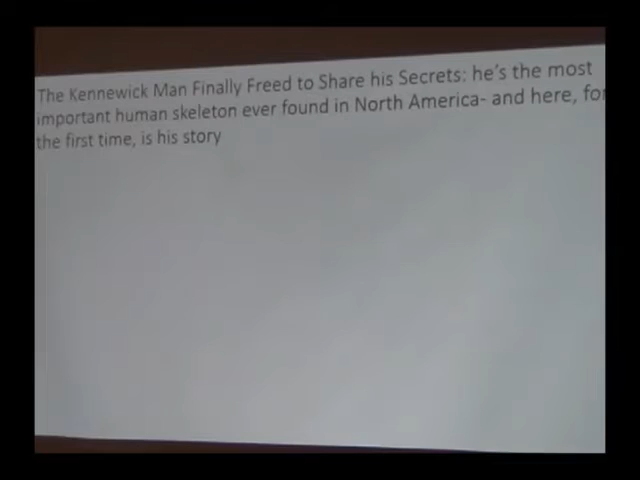 The Kennewick Man Finally Freed to Share his Secrets: he's the most
important human skeleton ever found in North America- and here, for
the first time, is his story